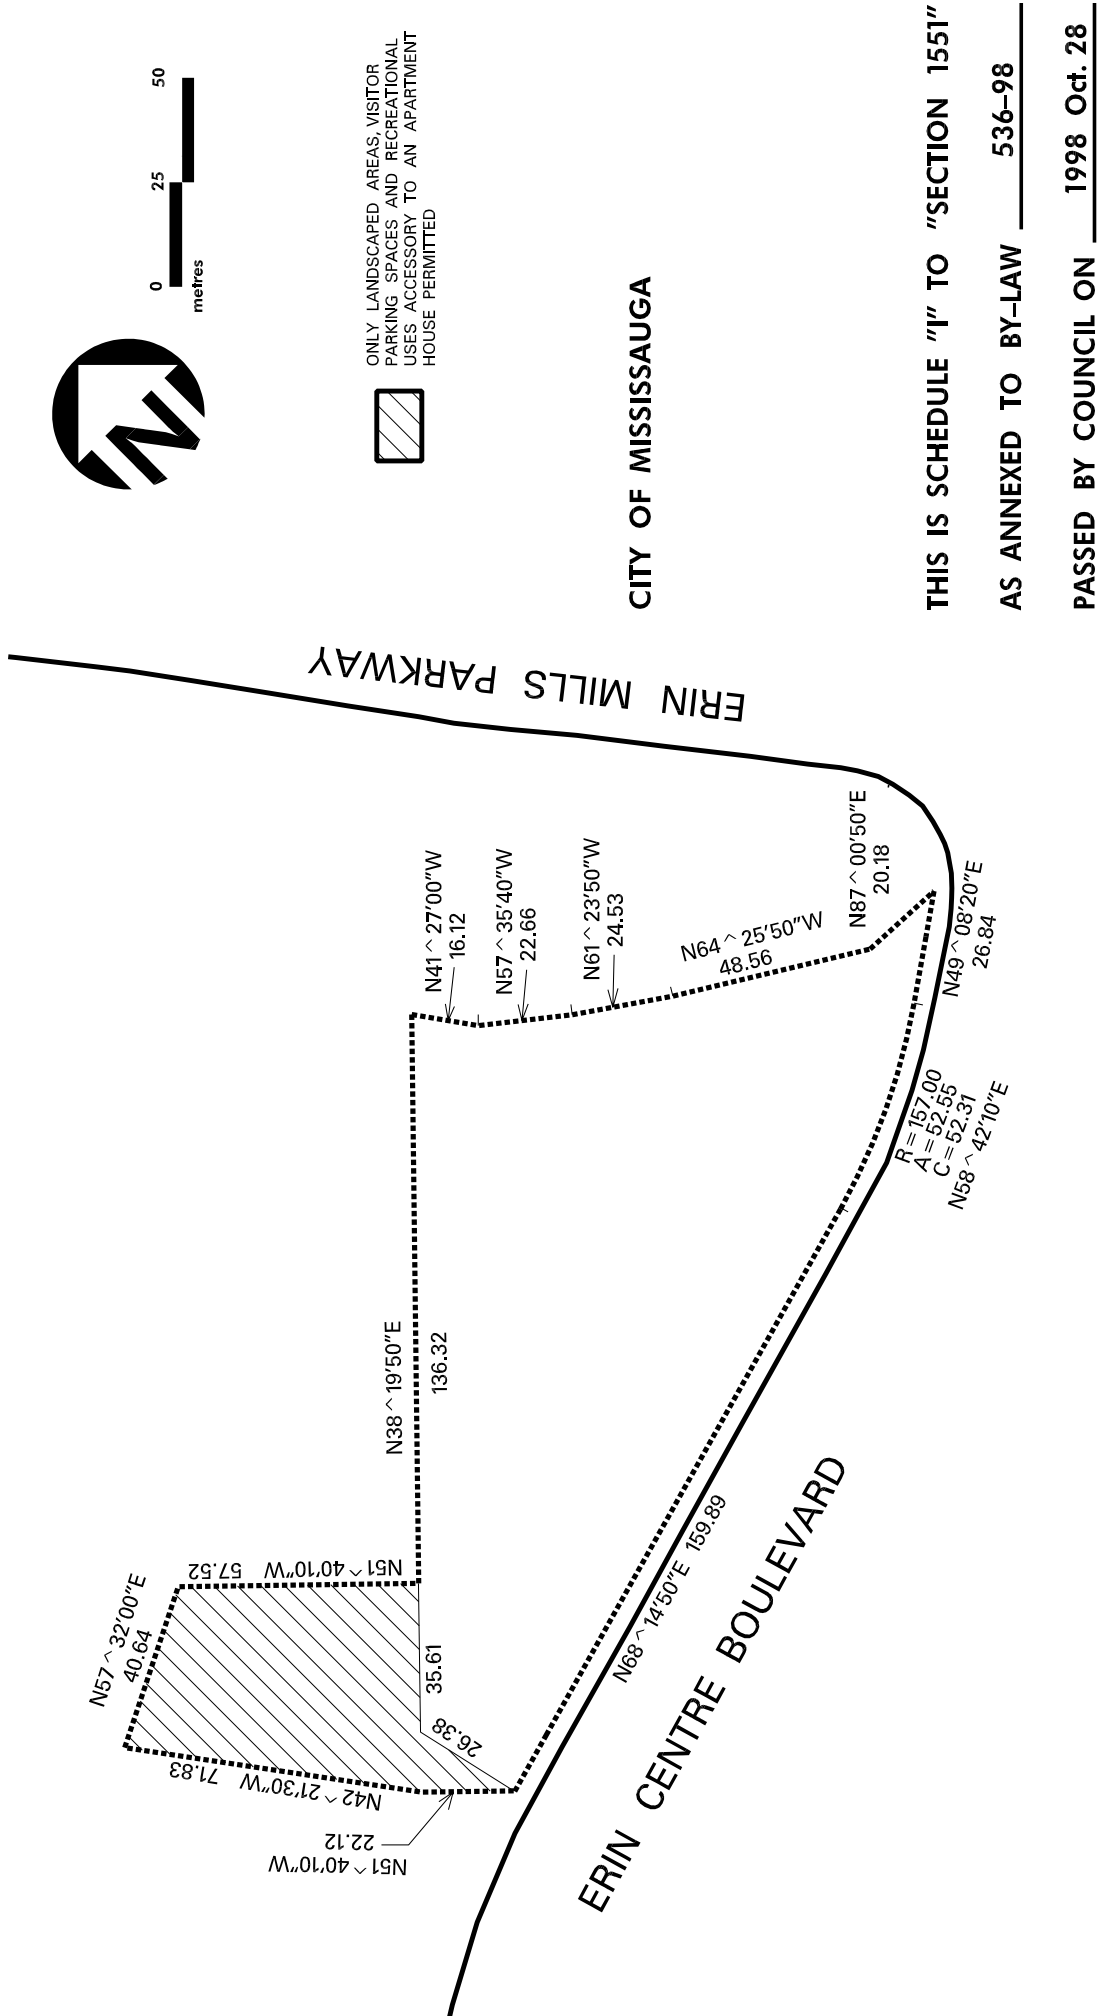 N57^32'00"E
40.64
N51^40'10"W 57.52
N42^21'30"W 71.83
N51^40'10"W
22.12
35.61
26.38
N38^19'50"E
136.32
N41^27'00"W
16.12
N57^35'40"W
22.66
N61^23'50"W
24.53
N64^25'50"W
48.56
N87^00'50"E
20.18
N49^08'20"E
26.84
R=157.00
A=52.55
C=52.31
N58^42'10"E
N68^14'50"E 159.89
ERIN CENTRE BOULEVARD
ERIN MILLS PARKWAY
N
0 25 50
metres
ONLY LANDSCAPED AREAS, VISITOR
PARKING SPACES AND RECREATIONAL
USES ACCESSORY TO AN APARTMENT
HOUSE PERMITTED
CITY OF MISSISSAUGA
THIS IS SCHEDULE "I" TO "SECTION 1551"
AS ANNEXED TO BY-LAW 536-98
PASSED BY COUNCIL ON 1998 Oct. 28